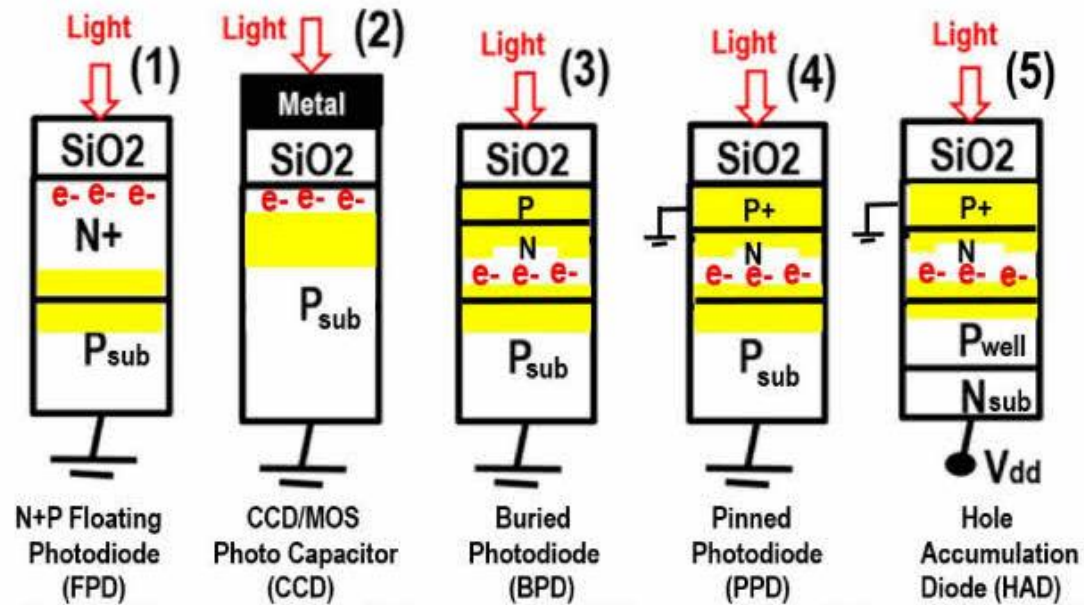 Light
(1)
SiO2
e- e- e-
N+
Psub
N+P Floating
Photodiode
(FPD)
Light
(2)
Metal
SiO2
e- e- e-
Psub
CCD/MOS
Photo Capacitor
(CCD)
Light
(3)
SiO2
P
N
e- e- e-
Psub
Buried
Photodiode
(BPD)
Light
(4)
SiO2
P+
N
e- e- e-
Psub
Pinned
Photodiode
(PPD)
Light
(5)
SiO2
P+
N
e- e- e-
Pwell
Nsub
Vdd
Hole
Accumulation
Diode (HAD)